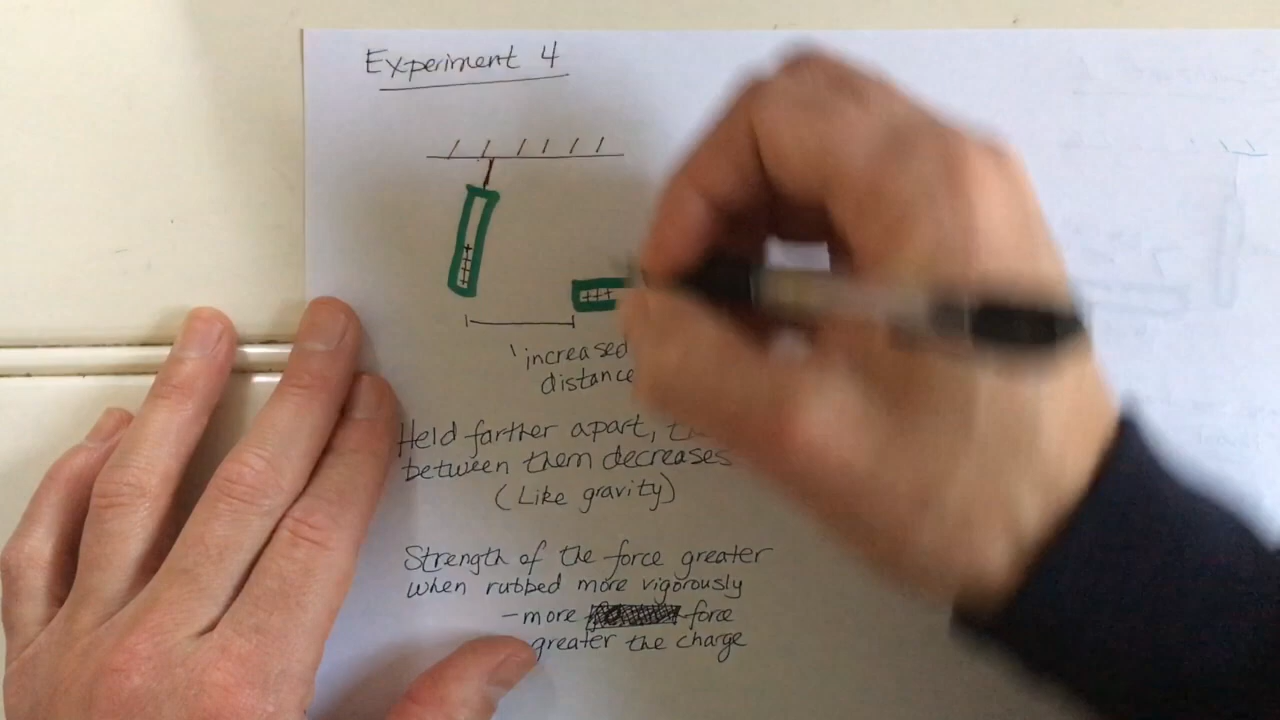 Experiment 4
increased
distance
Held farther apart,
between them decreases
(Like gravity)
Strength of the force greater
when rubbed more vigorously
- more force
greater the charge